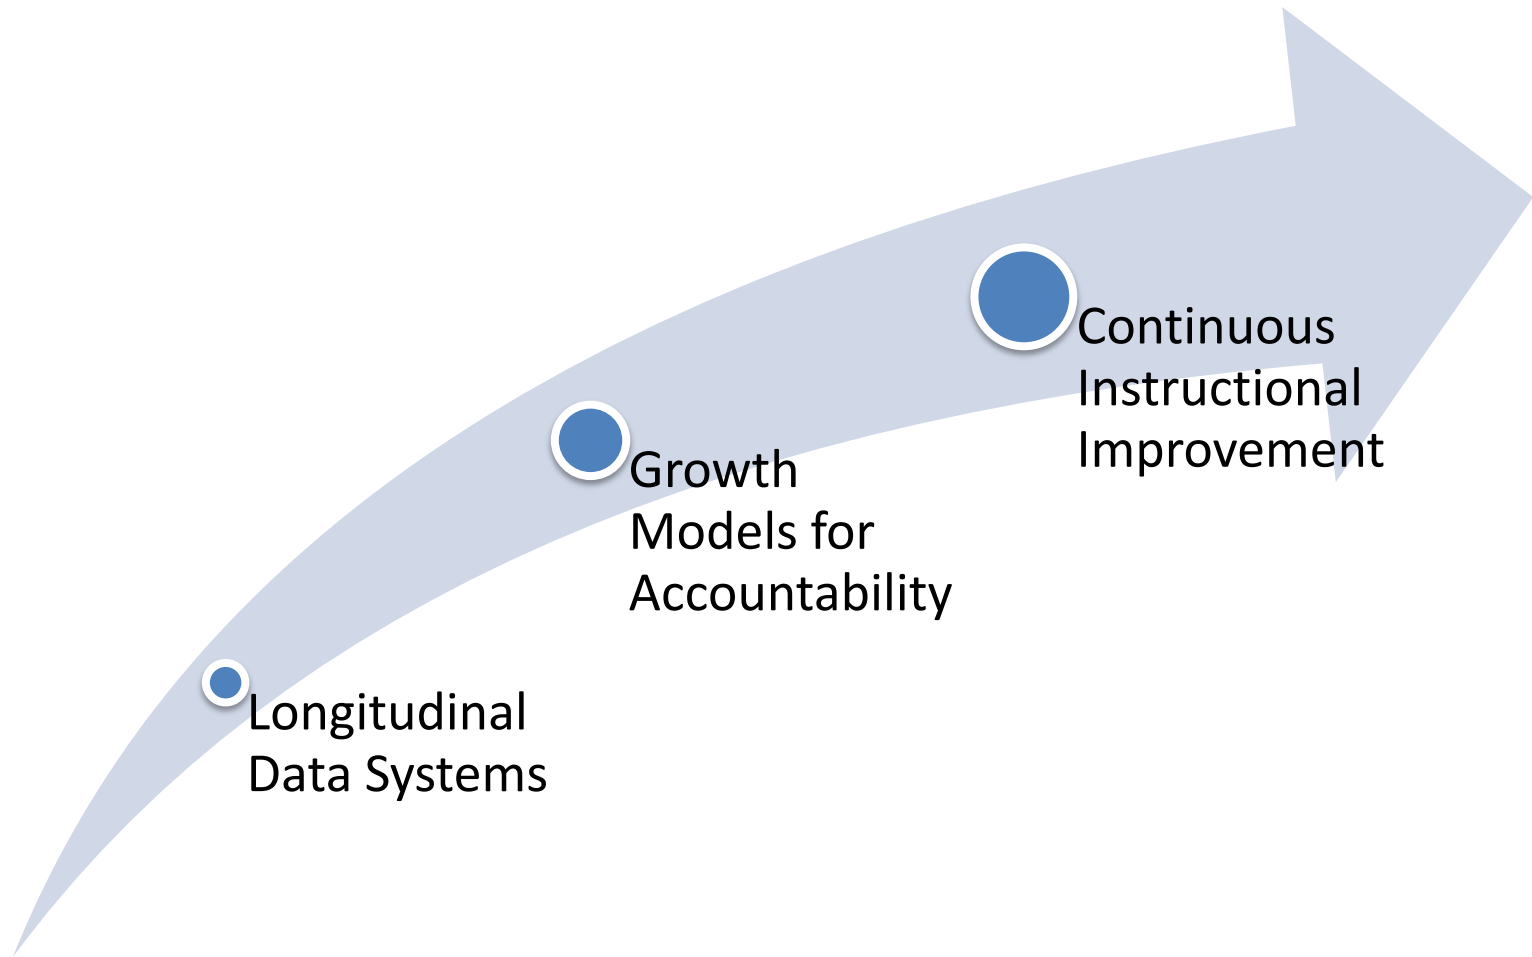 Continuous
Instructional
Improvement
Growth
Models for
Accountability
Longitudinal
Data Systems